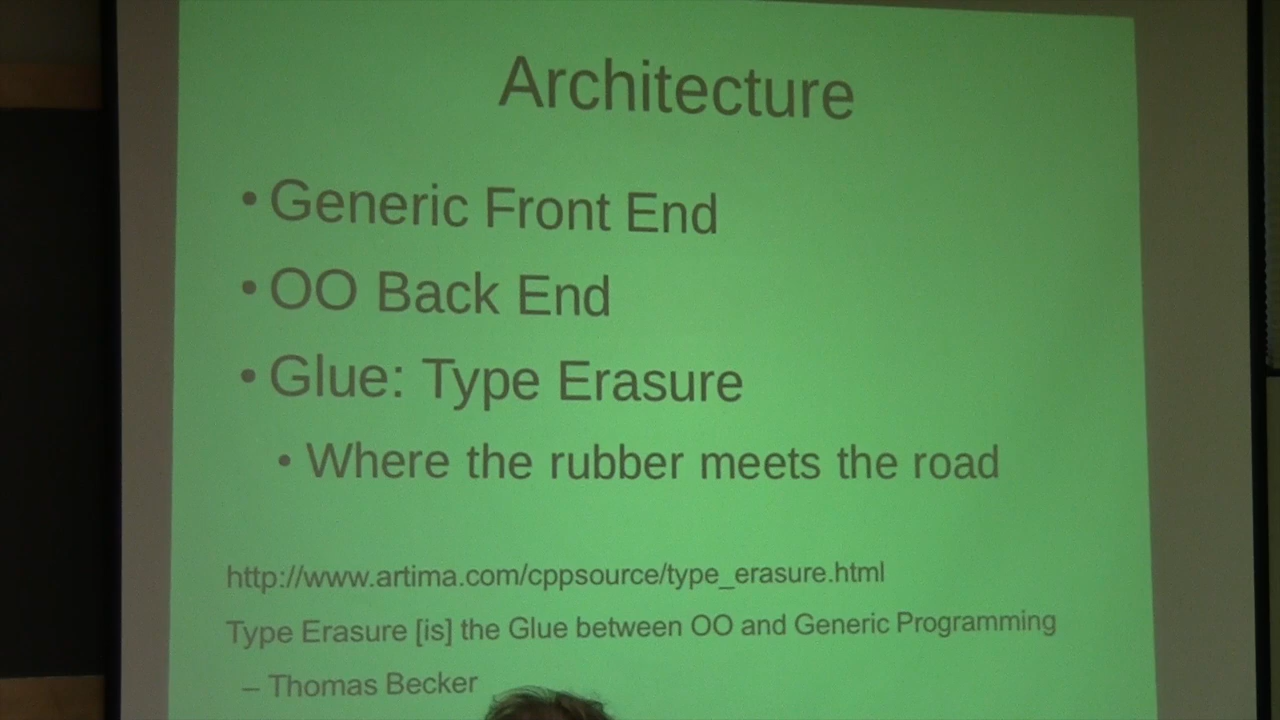 Architecture
• Generic Front End
• OO Back End
• Glue: Type Erasure
• Where the rubber meets the road
http://www.artima.com/cppsource/type_erasure.html
Type Erasure [is] the Glue between OO and Generic Programming
– Thomas Becker